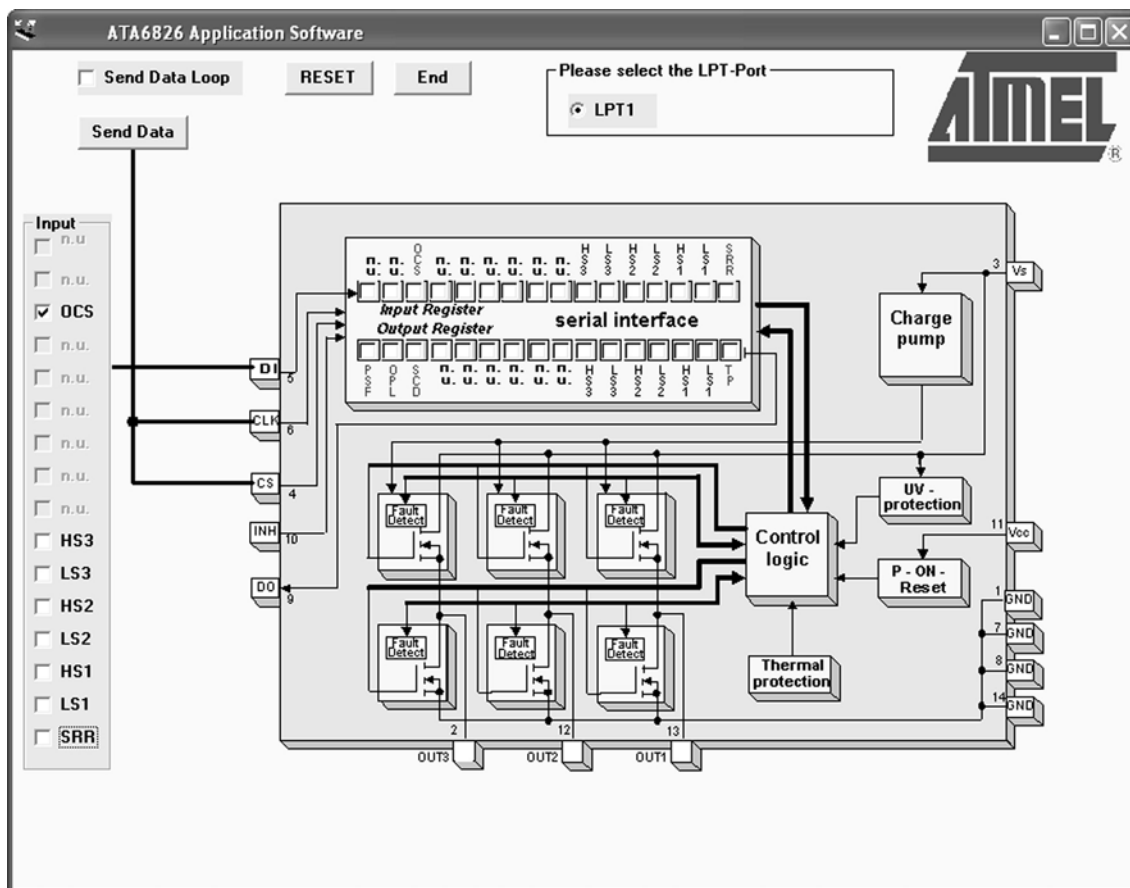 ATA6826 Application Software
Send Data Loop
RESET
End
Please select the LPT-Port
LPT1
ATMEL
®
Send Data
Input
n.u
n.u.
OCS
n.u.
n.u.
n.u.
n.u.
n.u.
n.u.
HS3
LS3
HS2
LS2
HS1
LS1
SRR
n.u. n.u. OCS n.u. n.u. n.u. n.u. n.u. n.u. HS3 LS3 HS2 LS2 HS1 LS1 SRR
Input Register
Output Register
serial interface
PSF OPL SCD n.u. n.u. n.u. n.u. n.u. n.u. HS3 LS3 HS2 LS2 HS1 LS1 TP
DI
5
CLK
6
CS
4
INH
10
DO
9
3
Vs
Charge
pump
Fault
Detect
Fault
Detect
Fault
Detect
Control
logic
UV -
protection
11
Vcc
P - ON -
Reset
1
GND
7
GND
8
GND
14
GND
Fault
Detect
Fault
Detect
Fault
Detect
Thermal
protection
2
12
13
OUT3
OUT2
OUT1